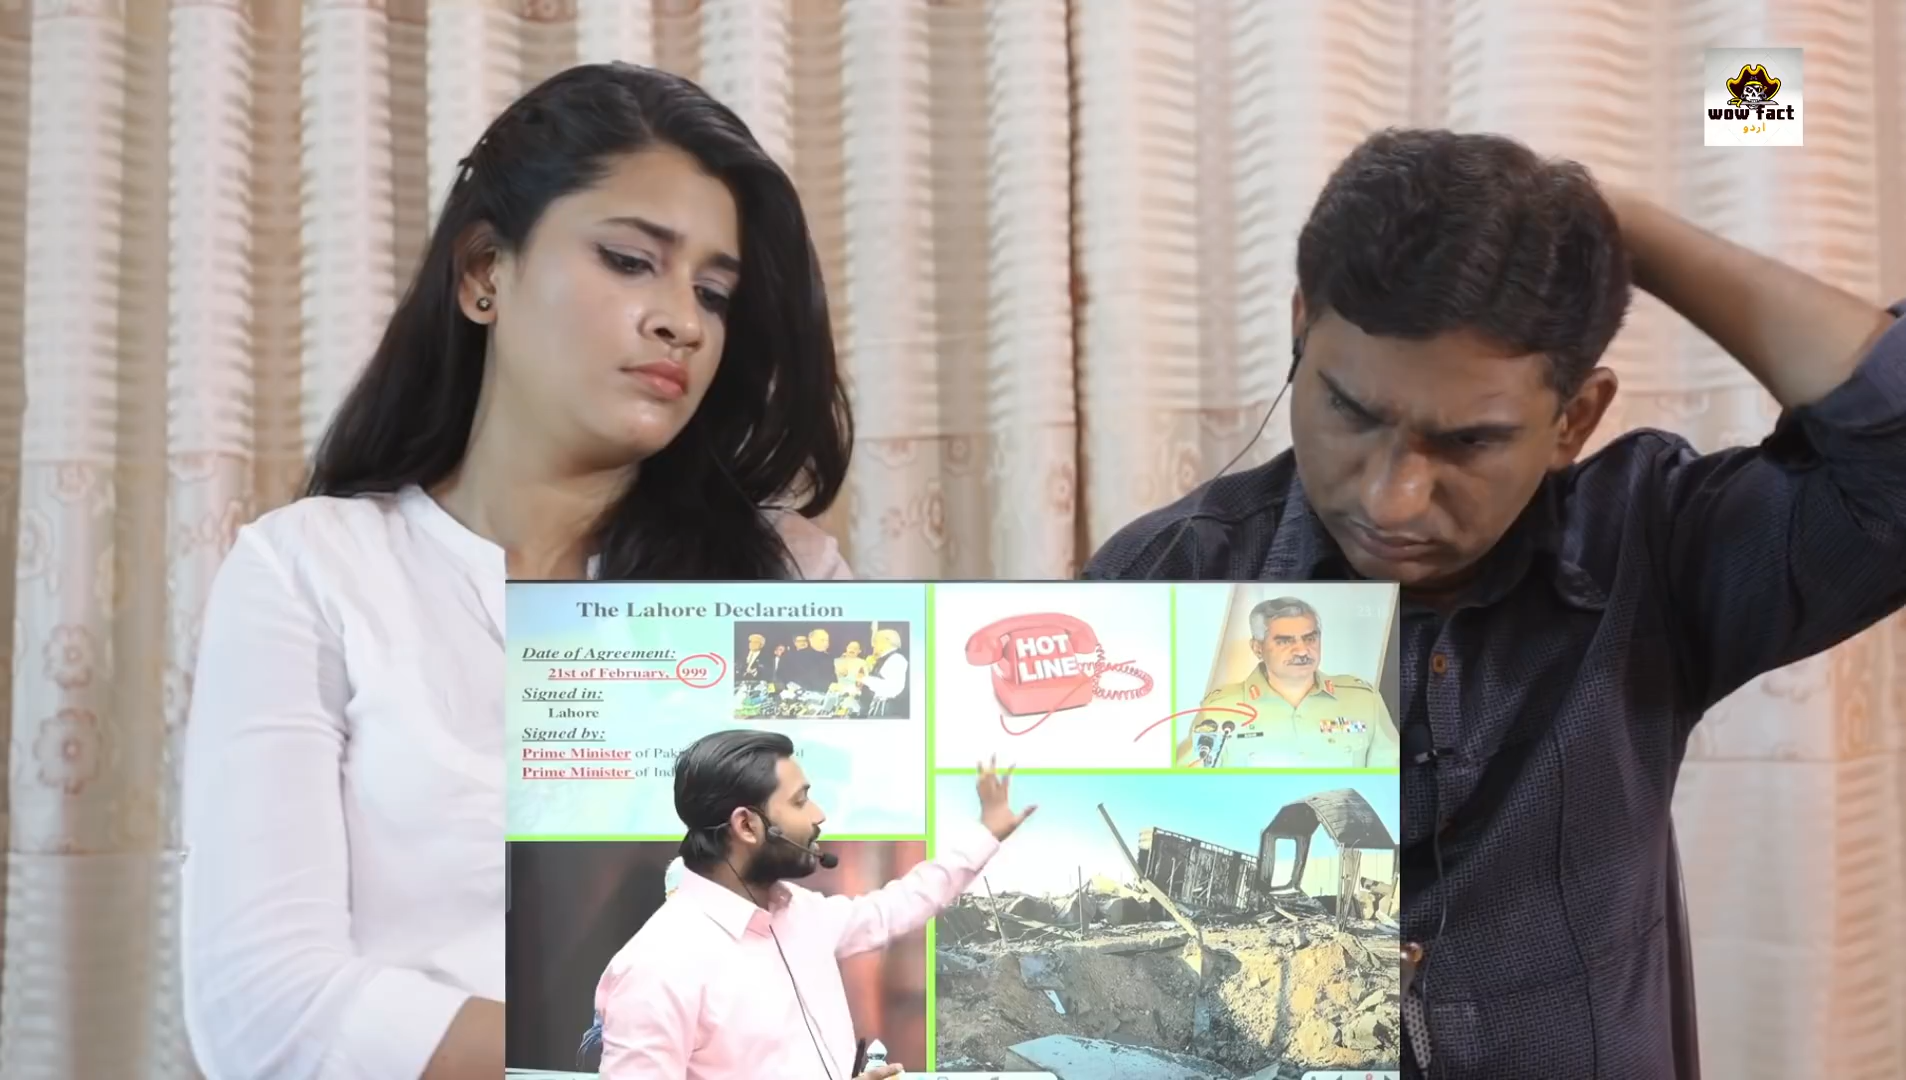 wow fact
اردو
The Lahore Declaration
Date of Agreement:
21st of February, 1999
Signed in:
Lahore
Signed by:
Prime Minister of Pak
Prime Minister of Ind
HOT
LINE